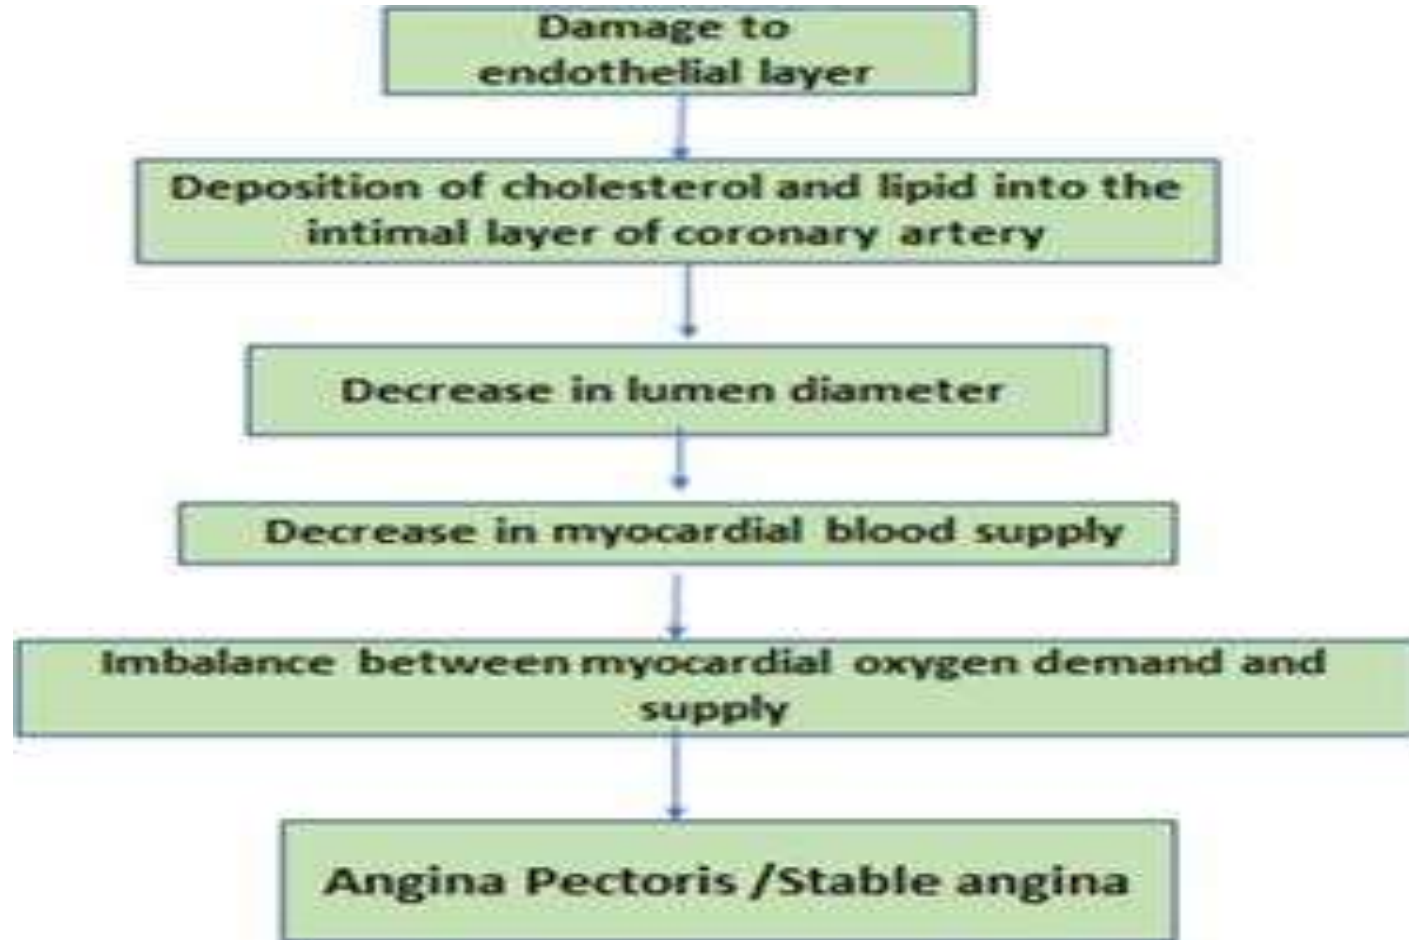 Damage to
endothelial layer
Deposition of cholesterol and lipid into the
intimal layer of coronary artery
Decrease in lumen diameter
Decrease in myocardial blood supply
Imbalance between myocardial oxygen demand and
supply
Angina Pectoris /Stable angina